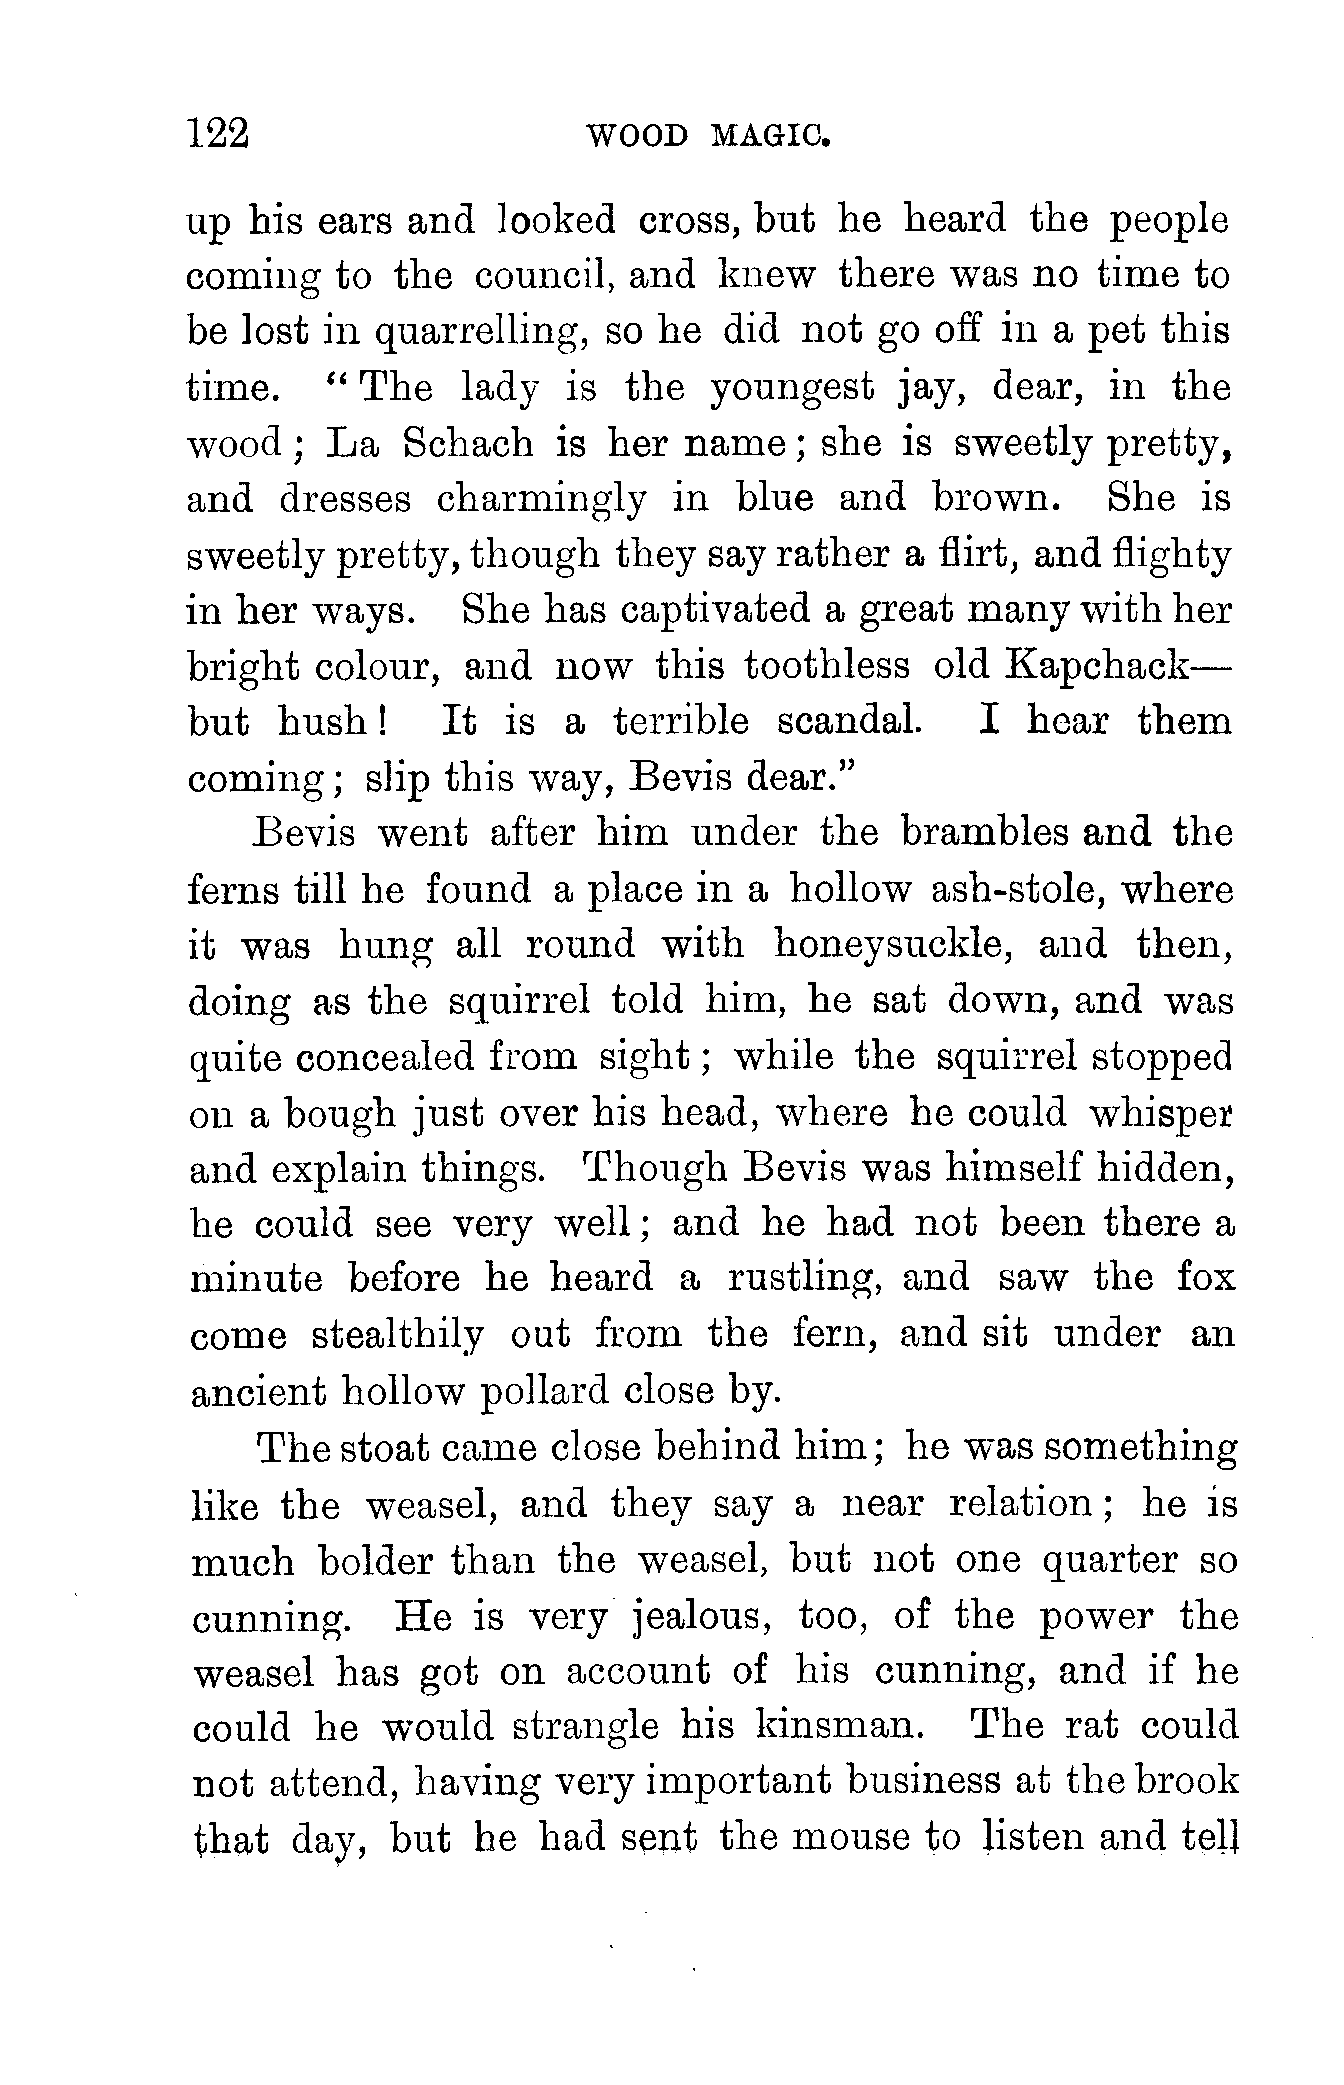 122 WOOD MAGIC.
up his ears and looked cross, but he heard the people
coming to the council, and knew there was no time to
be lost in quarrelling, so he did not go off in a pet this
time. “ The lady is the youngest jay, dear, in the
wood ; La Schach is her name ; she is sweetly pretty,
and dresses charmingly in blue and brown. She is
sweetly pretty, though they say rather a flirt, and flighty
in her ways. She has captivated a great many with her
bright colour, and now this toothless old Kapchack—
but hush ! It is a terrible scandal. I hear them
coming ; slip this way, Bevis dear.”
Bevis went after him under the brambles and the
ferns till he found a place in a hollow ash-stole, where
it was hung all round with honeysuckle, and then,
doing as the squirrel told him, he sat down, and was
quite concealed from sight ; while the squirrel stopped
on a bough just over his head, where he could whisper
and explain things. Though Bevis was himself hidden,
he could see very well ; and he had not been there a
minute before he heard a rustling, and saw the fox
come stealthily out from the fern, and sit under an
ancient hollow pollard close by.
The stoat came close behind him ; he was something
like the weasel, and they say a near relation ; he is
much bolder than the weasel, but not one quarter so
cunning. He is very jealous, too, of the power the
weasel has got on account of his cunning, and if he
could he would strangle his kinsman. The rat could
not attend, having very important business at the brook
that day, but he had sent the mouse to listen and tell